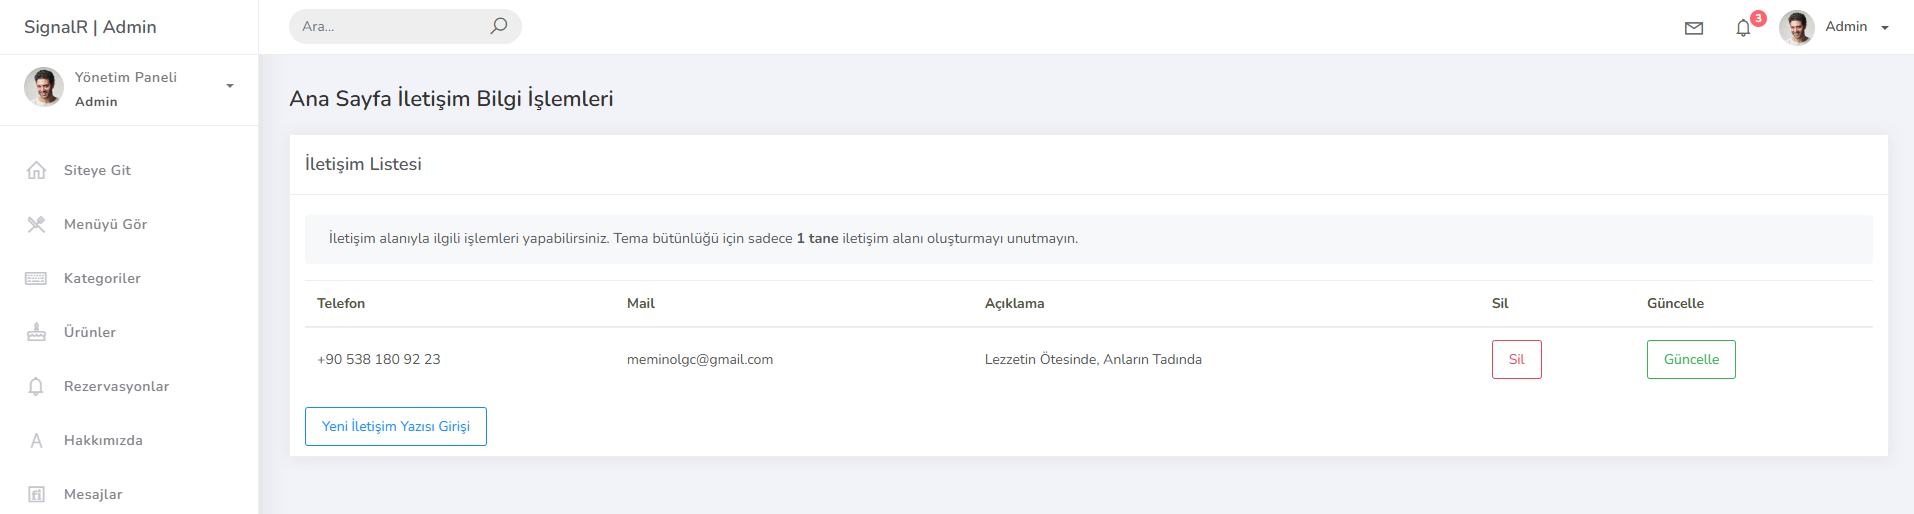 SignalR | Admin
Ara...
3
Admin
Yönetim Paneli
Admin
Siteye Git
Menüyü Gör
Kategoriler
Ürünler
Rezervasyonlar
Hakkımızda
Mesajlar
Ana Sayfa İletişim Bilgi İşlemleri
İletişim Listesi
İletişim alanıyla ilgili işlemleri yapabilirsiniz. Tema bütünlüğü için sadece 1 tane iletişim alanı oluşturmayı unutmayın.
Telefon Mail Açıklama Sil Güncelle
+90 538 180 92 23 meminolgc@gmail.com Lezzetin Ötesinde, Anların Tadında Sil Güncelle
Yeni İletişim Yazısı Girişi